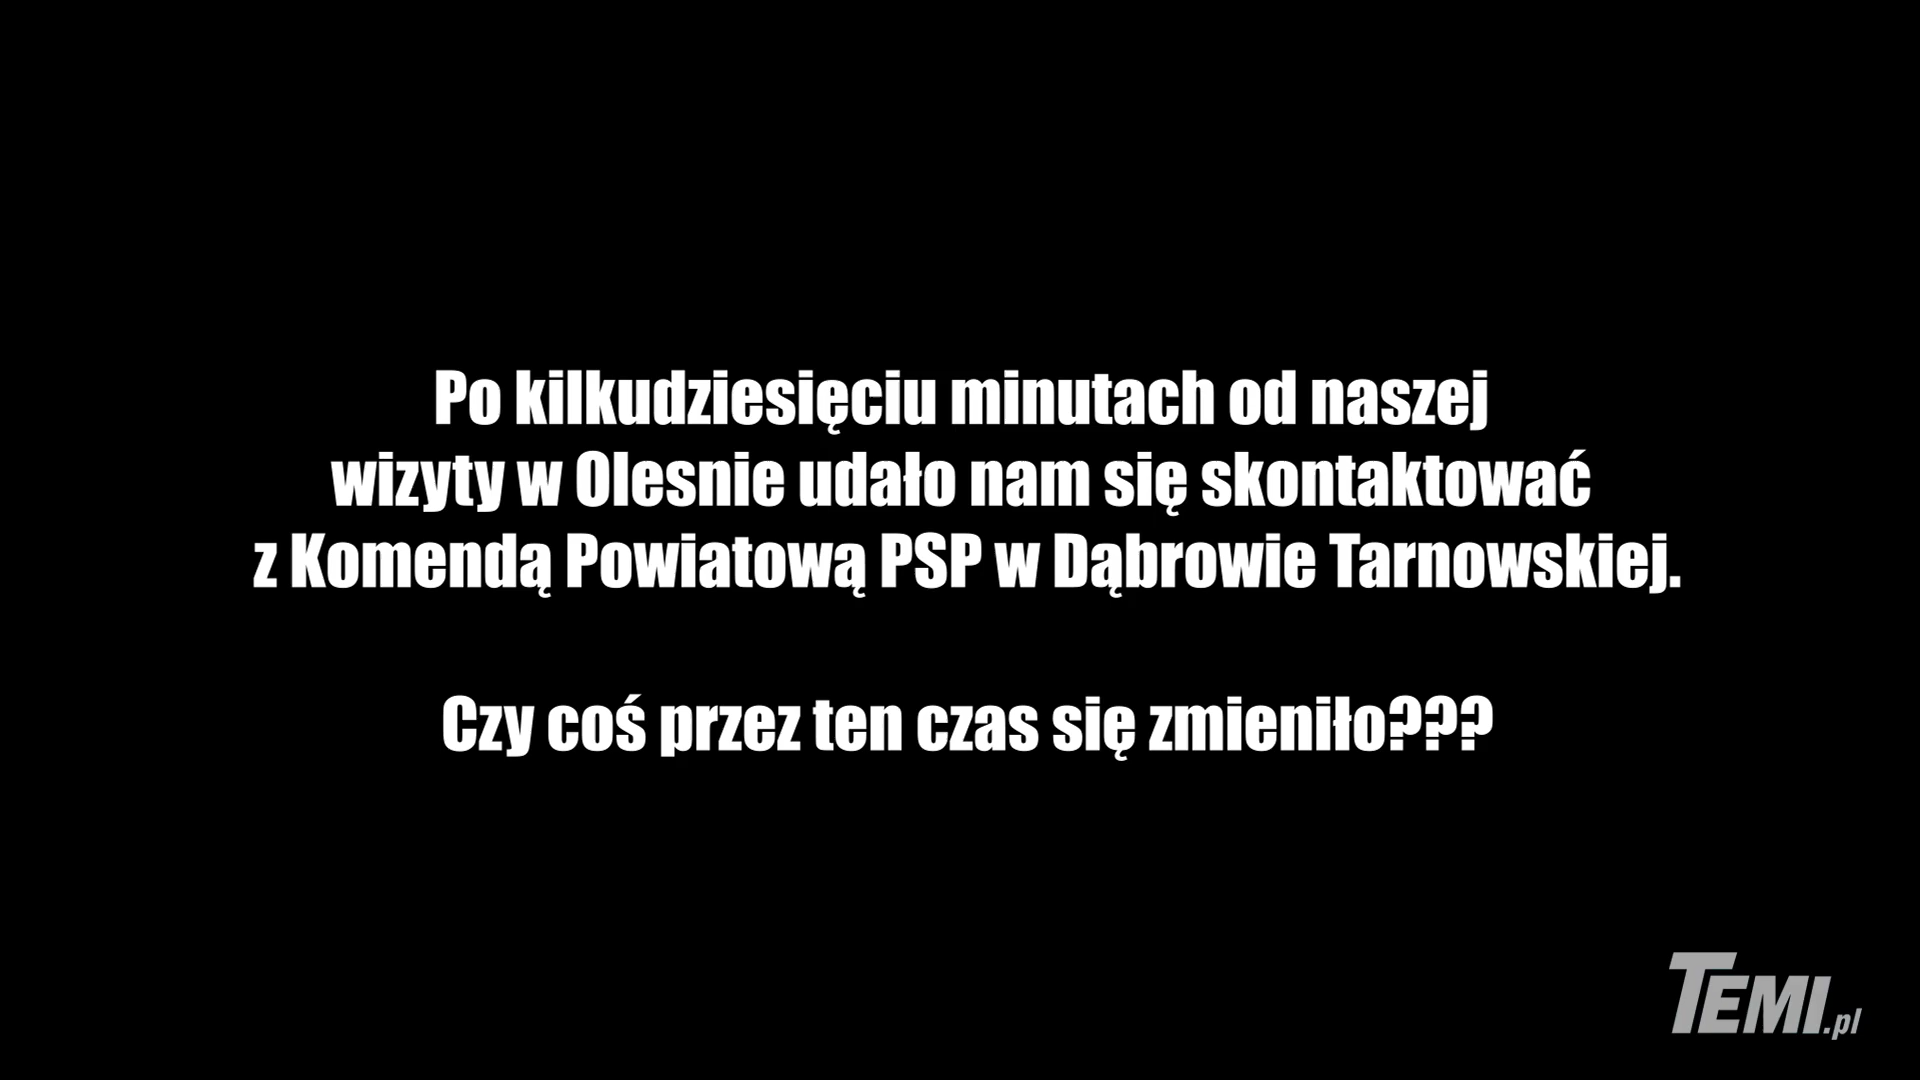 Po kilkudziesięciu minutach od naszej
wizyty w Olesnie udało nam się skontaktować
z Komendą Powiatową PSP w Dąbrowie Tarnowskiej.
Czy coś przez ten czas się zmieniło???
TEMI.pl